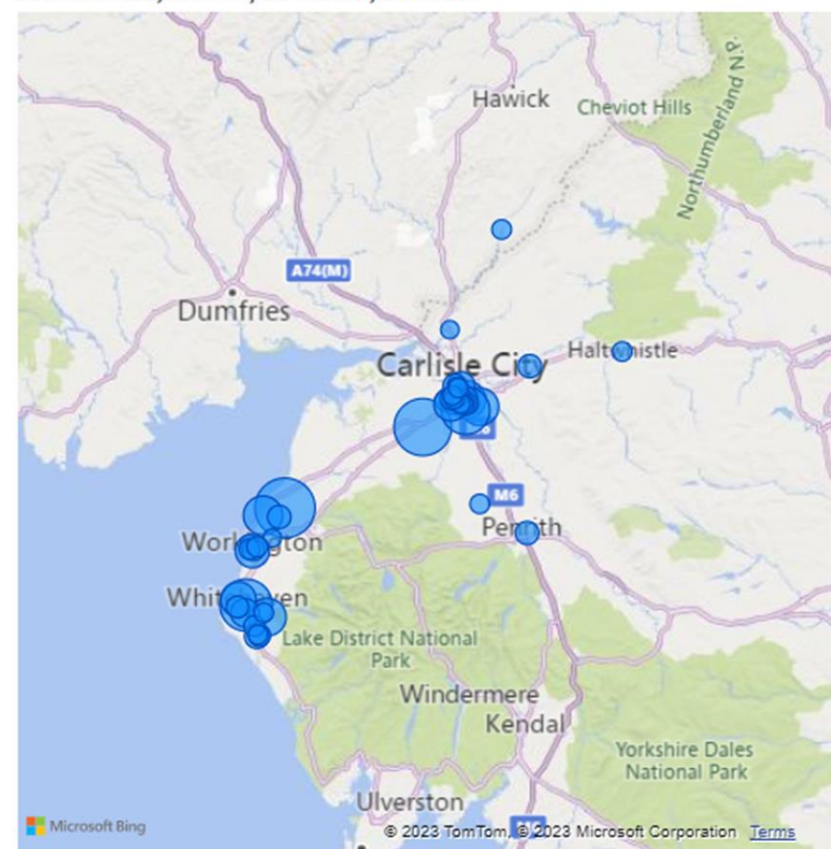 Hawick
Cheviot Hills
Northumberland N.P.
A74(M)
Dumfries
Carlisle City
Haltwhistle
M6
Penrith
Workington
Whitehaven
Lake District National
Park
Windermere
Kendal
Yorkshire Dales
National Park
Ulverston
Microsoft Bing
© 2023 TomTom, © 2023 Microsoft Corporation Terms